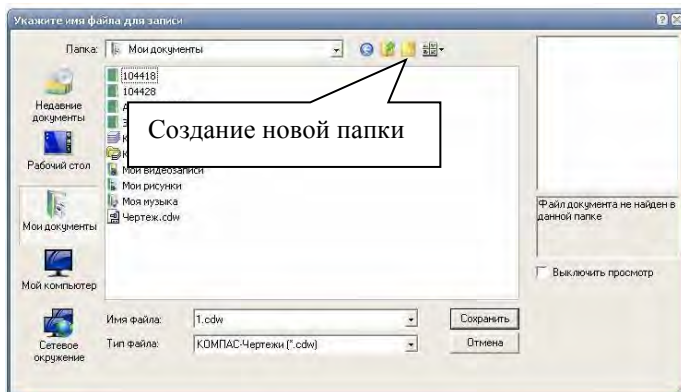 Укажите имя файла для записи
Папка: Мои документы
104418
104428
Создание новой папки
Мои видеозаписи
Мои рисунки
Моя музыка
Чертеж.cdw
Недавние
документы
Рабочий стол
Мои документы
Мой компьютер
Сетевое
окружение
Имя файла: 1.cdw Сохранить
Тип файла: КОМПАС-Чертежи (*.cdw) Отмена
Файл документа не найден в
данной папке
Выключить просмотр